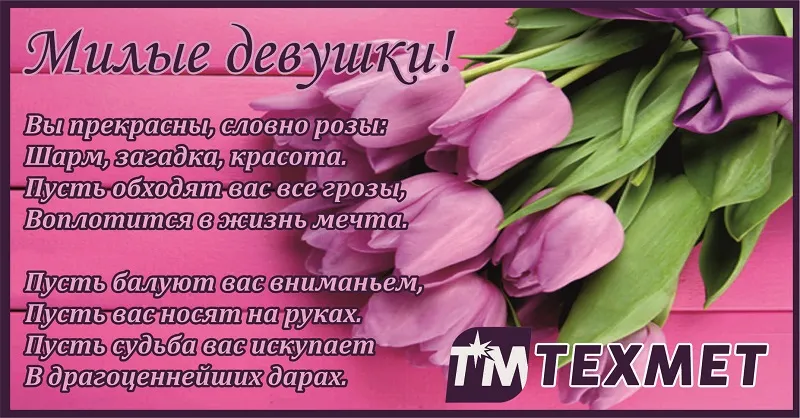 Милые девушки!
Вы прекрасны, словно розы:
Шарм, загадка, красота.
Пусть обходят вас все грозы,
Воплотится в жизнь мечта.
Пусть балуют вас вниманьем,
Пусть вас носят на руках.
Пусть судьба вас искупает
В драгоценнейших дарах.
ТМ ТЕХМЕТ